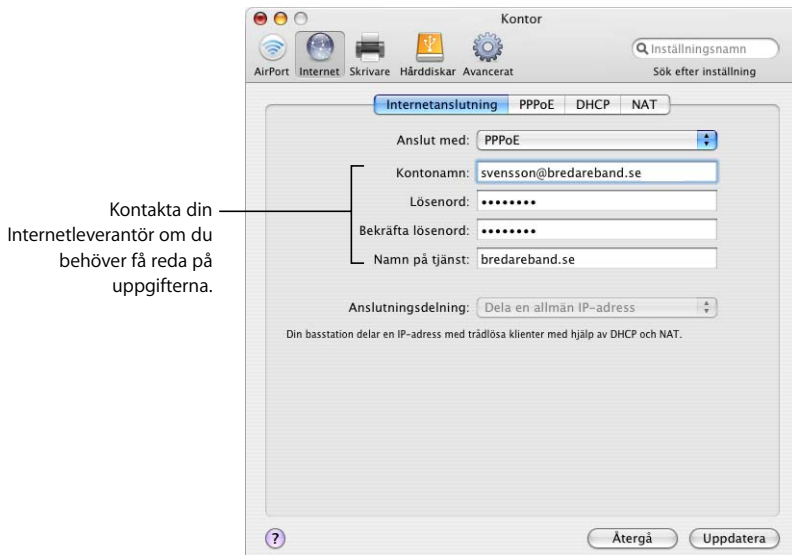 Kontor
AirPort Internet Skrivare Hårddiskar Avancerat
Inställningsnamn
Sök efter inställning
Internetanslutning PPPoE DHCP NAT
Anslut med: PPPoE
Kontonamn: svensson@bredareband.se
Lösenord: ••••••••
Bekräfta lösenord: ••••••••
Namn på tjänst: bredareband.se
Kontakta din
Internetleverantör om du
behöver få reda på
uppgifterna.
Anslutningsdelning: Dela en allmän IP-adress
Din basstation delar en IP-adress med trådlösa klienter med hjälp av DHCP och NAT.
?
Återgå Uppdatera